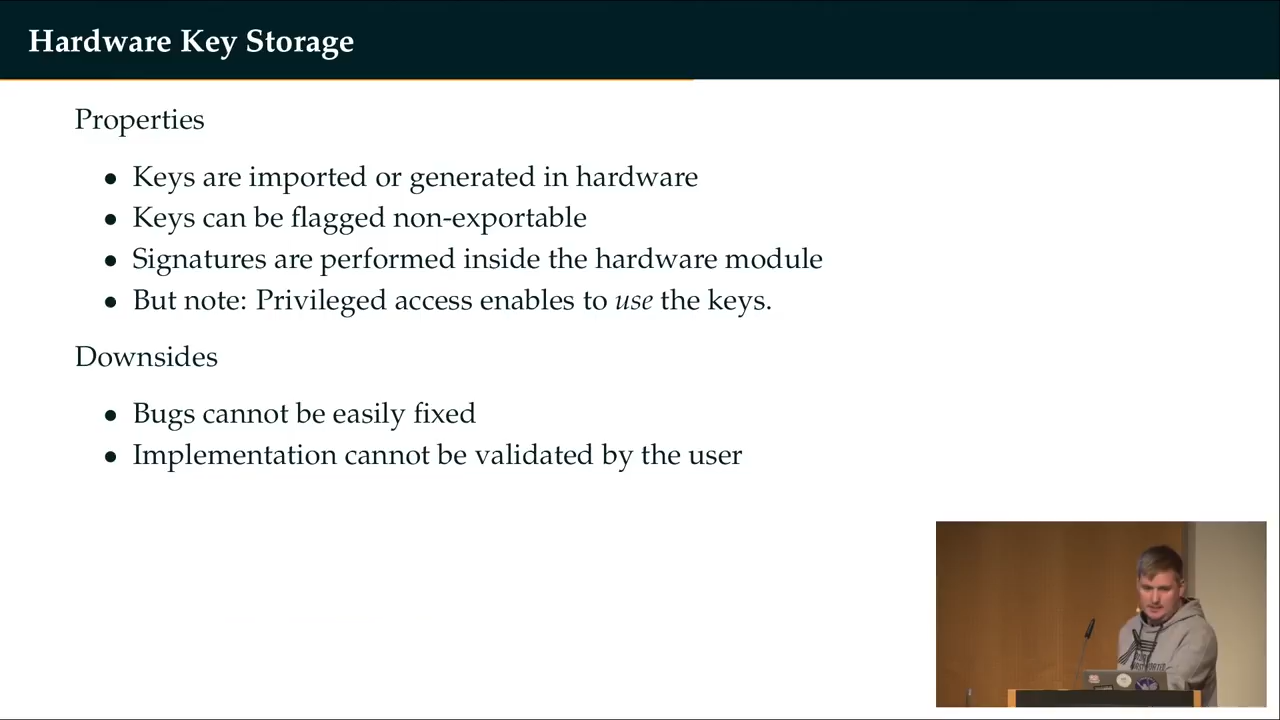 Hardware Key Storage
Properties
• Keys are imported or generated in hardware
• Keys can be flagged non-exportable
• Signatures are performed inside the hardware module
• But note: Privileged access enables to use the keys.
Downsides
• Bugs cannot be easily fixed
• Implementation cannot be validated by the user